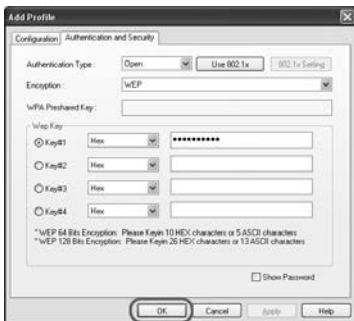 Add Profile
Configuration Authentication and Security
Authentication Type : Open Use 802.1x 802.1x Setting
Encryption : WEP
WPA Preshared Key :
Wep Key
Key#1 Hex ••••••••••
Key#2 Hex
Key#3 Hex
Key#4 Hex
* WEP 64 Bits Encryption: Please Keyin 10 HEX characters or 5 ASCII characters
* WEP 128 Bits Encryption: Please Keyin 26 HEX characters or 13 ASCII characters
Show Password
OK Cancel Apply Help